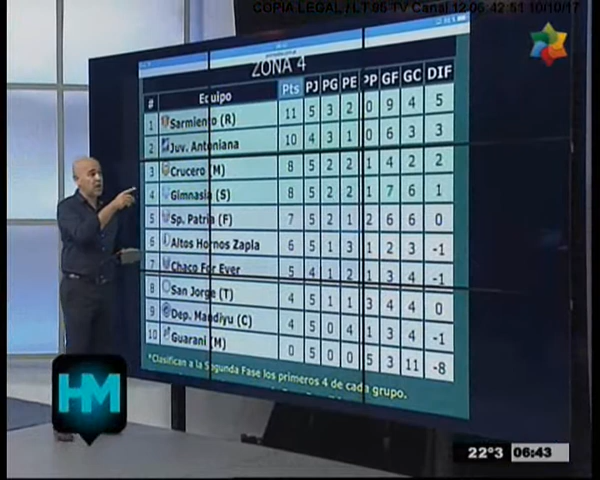 COPIA LEGAL / LT 85 TV Canal 12 06:42:51 10/10/17
ZONA 4
# Equipo Pts PJ PG PE PP GF GC DIF
1 Sarmiento (R) 11 5 3 2 0 9 4 5
2 Juv. Antoniana 10 4 3 1 0 6 3 3
3 Crucero (M) 8 5 2 2 1 4 2 2
4 Gimnasia (S) 8 5 2 2 1 7 6 1
5 Sp. Patria (F) 7 5 2 1 2 6 6 0
6 Altos Hornos Zapla 6 5 1 3 1 2 3 -1
7 Chaco For Ever 5 4 1 2 1 3 4 -1
8 San Jorge (T) 4 5 1 1 3 4 4 0
9 Dep. Mandiyu (C) 4 5 0 4 1 3 4 -1
10 Guarani (M) 0 5 0 0 5 3 11 -8
*Clasifican a la Segunda Fase los primeros 4 de cada grupo.
HM
22°3 06:43